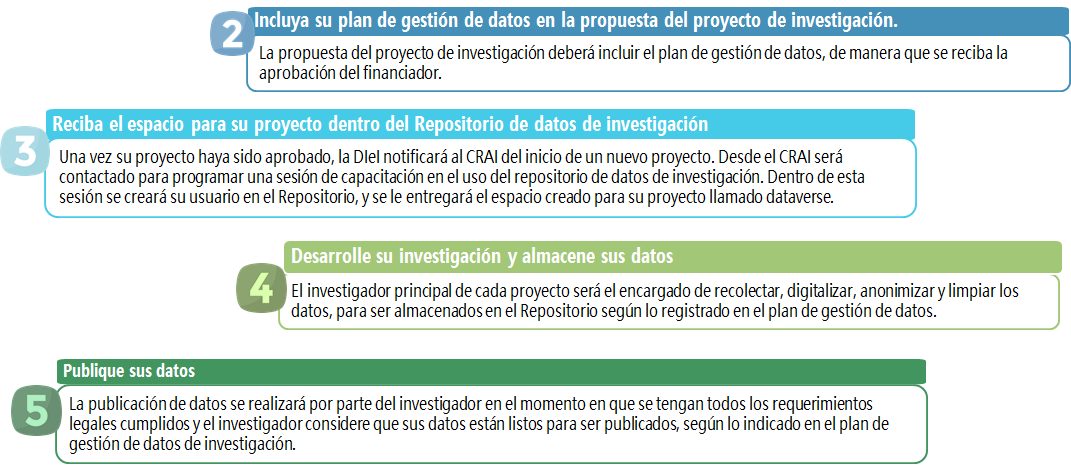 2
Incluya su plan de gestión de datos en la propuesta del proyecto de investigación.
La propuesta del proyecto de investigación deberá incluir el plan de gestión de datos, de manera que se reciba la
aprobación del financiador.
3
Reciba el espacio para su proyecto dentro del Repositorio de datos de investigación
Una vez su proyecto haya sido aprobado, la DIeI notificará al CRAI del inicio de un nuevo proyecto. Desde el CRAI será
contactado para programar una sesión de capacitación en el uso del repositorio de datos de investigación. Dentro de esta
sesión se creará su usuario en el Repositorio, y se le entregará el espacio creado para su proyecto llamado dataverse.
4
Desarrolle su investigación y almacene sus datos
El investigador principal de cada proyecto será el encargado de recolectar, digitalizar, anonimizar y limpiar los
datos, para ser almacenados en el Repositorio según lo registrado en el plan de gestión de datos.
5
Publique sus datos
La publicación de datos se realizará por parte del investigador en el momento en que se tengan todos los requerimientos
legales cumplidos y el investigador considere que sus datos están listos para ser publicados, según lo indicado en el plan de
gestión de datos de investigación.